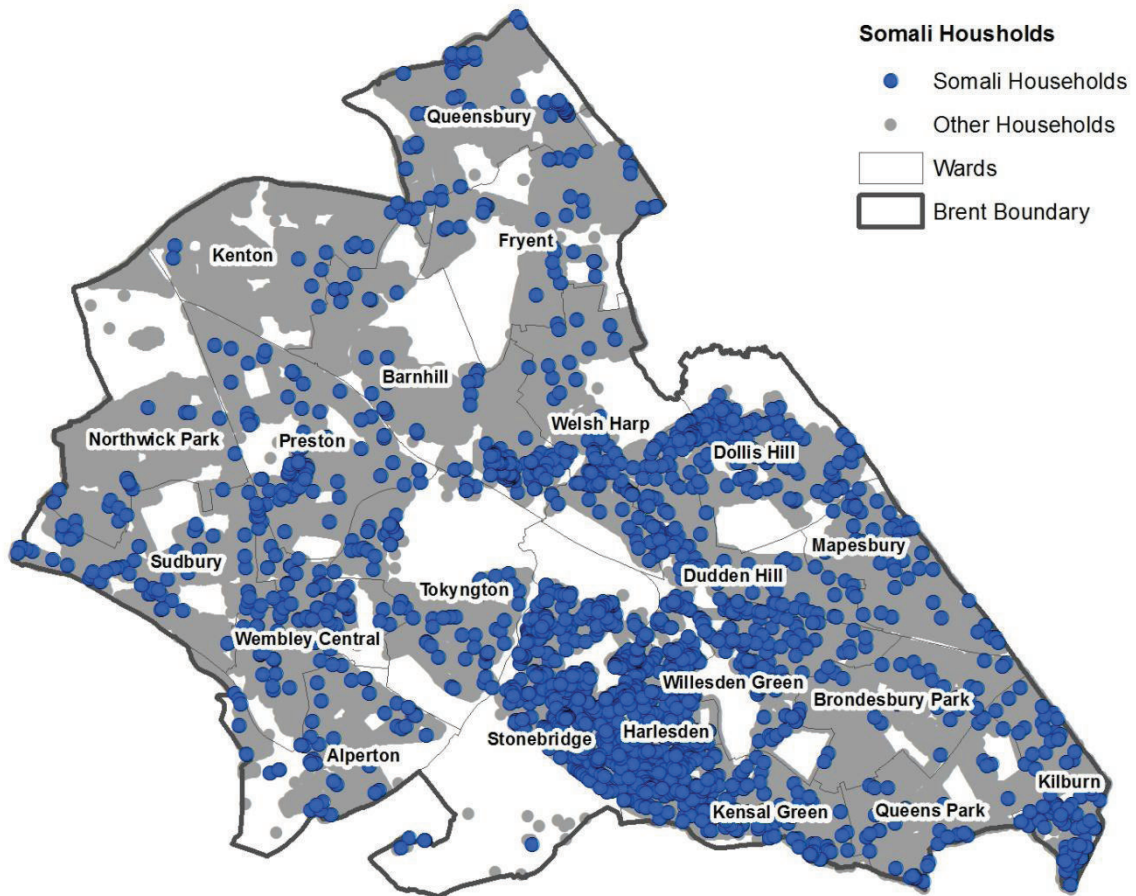 Somali Housholds
Somali Households
Other Households
Wards
Brent Boundary
Queensbury
Fryent
Kenton
Barnhill
Welsh Harp
Northwick Park
Preston
Dollis Hill
Mapesbury
Sudbury
Dudden Hill
Tokyngton
Wembley Central
Willesden Green
Brondesbury Park
Stonebridge
Harlesden
Alperton
Kilburn
Kensal Green
Queens Park